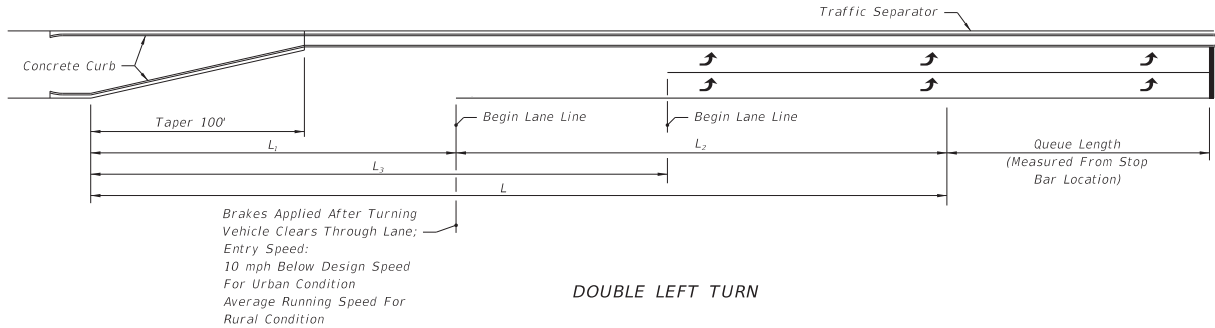 Traffic Separator
Concrete Curb
Taper 100'
Begin Lane Line
Begin Lane Line
L₁
L₂
Queue Length
(Measured From Stop
Bar Location)
L₃
L
Brakes Applied After Turning
Vehicle Clears Through Lane;
Entry Speed:
10 mph Below Design Speed
For Urban Condition
Average Running Speed For
Rural Condition
DOUBLE LEFT TURN